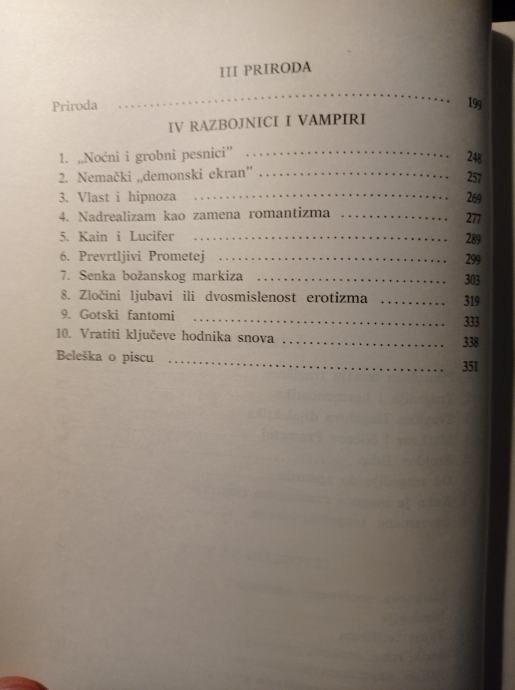 III PRIRODA
Priroda ........................................ 199
IV RAZBOJNICI I VAMPIRI
1. „Noćni i grobni pesnici” ........................................ 248
2. Nemački „demonski ekran” ........................................ 257
3. Vlast i hipnoza ........................................ 269
4. Nadrealizam kao zamena romantizma ................ 277
5. Kain i Lucifer ........................................ 289
6. Prevrtljivi Prometej ........................................ 299
7. Senka božanskog markiza ........................................ 303
8. Zločini ljubavi ili dvosmislenost erotizma .......... 319
9. Gotski fantomi ........................................ 333
10. Vratiti ključeve hodnika snova ........................ 338
Beleška o piscu ........................................ 351